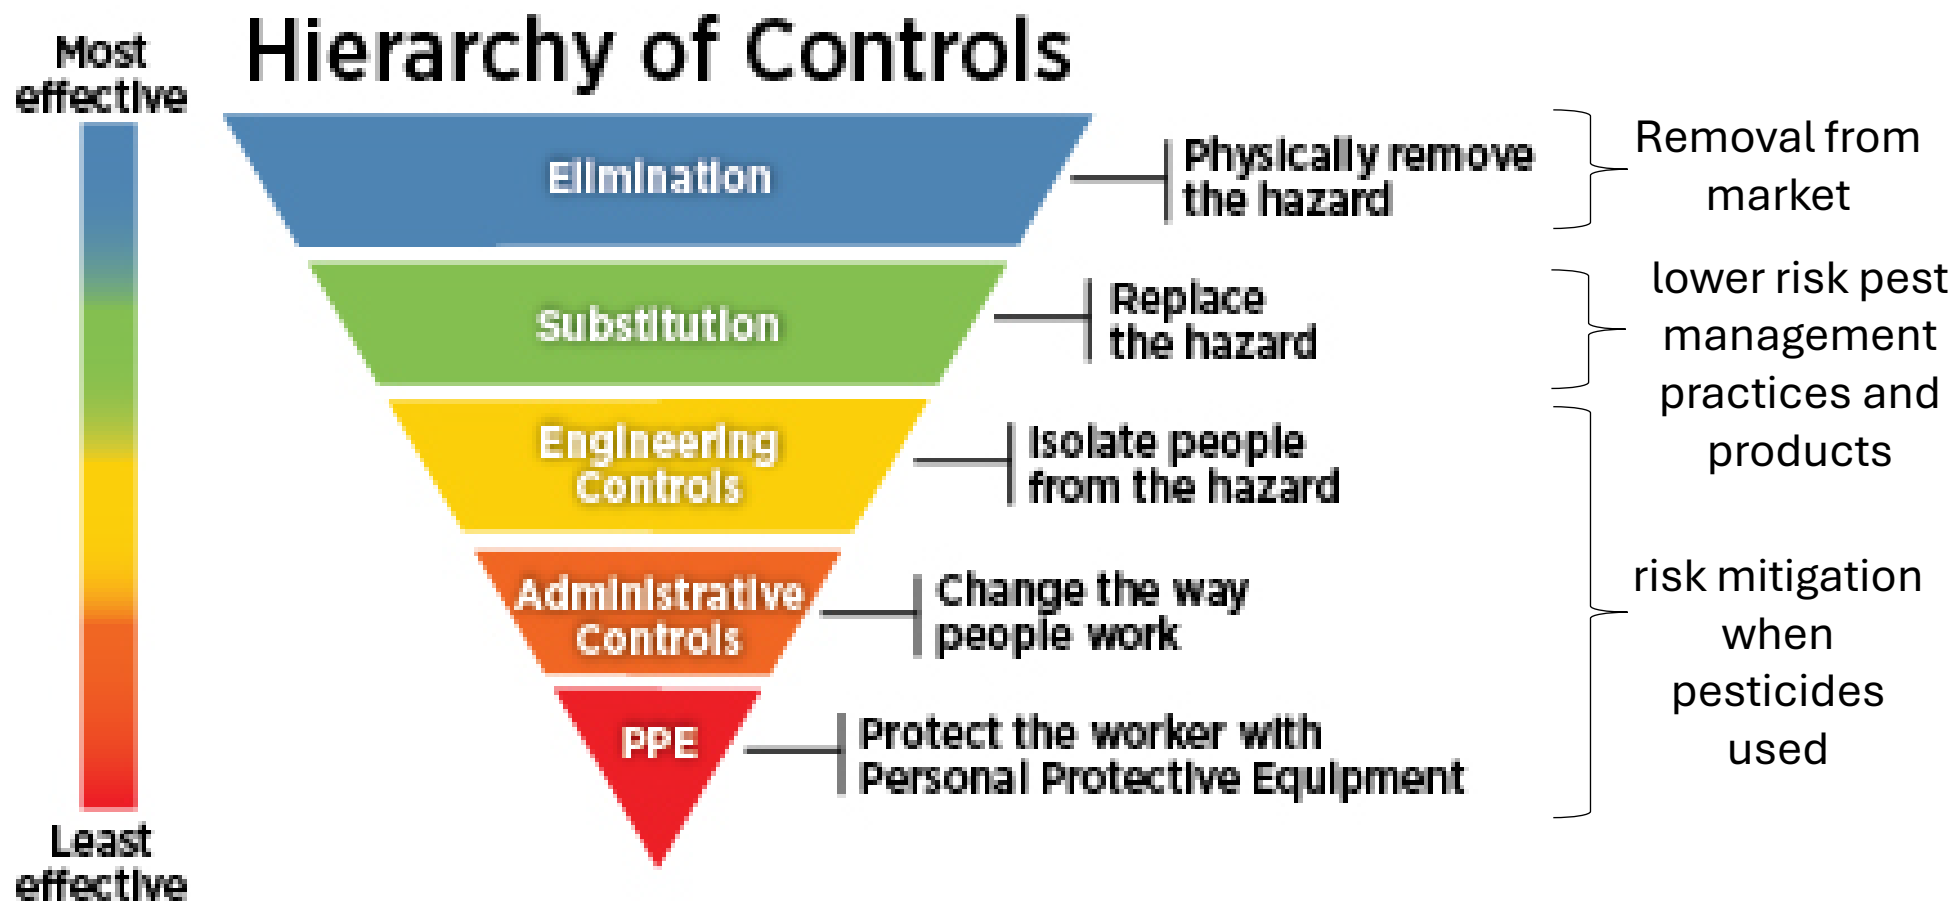 Hierarchy of Controls
Most
effective
Elimination
Physically remove
the hazard
Removal from
market
Substitution
Replace
the hazard
lower risk pest
management
practices and
products
Engineering
Controls
Isolate people
from the hazard
Administrative
Controls
Change the way
people work
risk mitigation
when
pesticides
used
PPE
Protect the worker with
Personal Protective Equipment
Least
effective